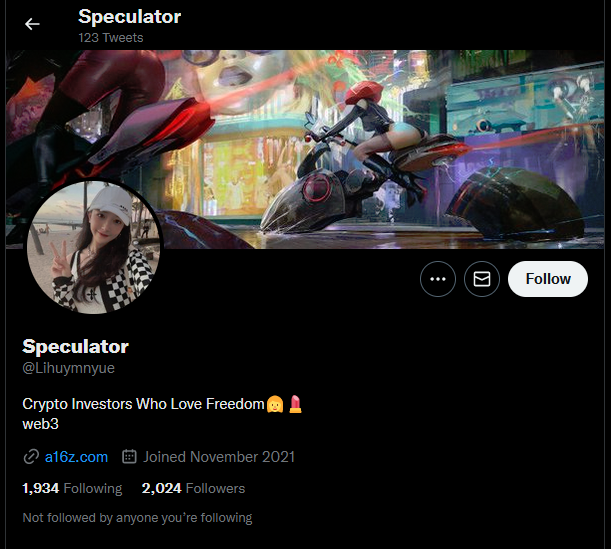 Speculator
123 Tweets
Follow
Speculator
@Lihuymnyue
Crypto Investors Who Love Freedom👩💄
web3
a16z.com Joined November 2021
1,934 Following 2,024 Followers
Not followed by anyone you’re following